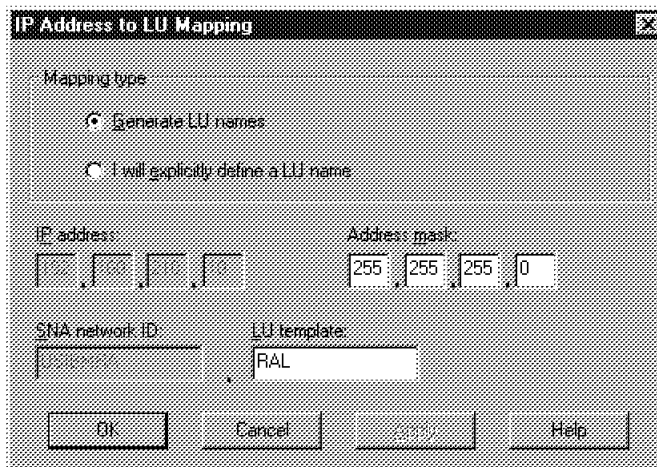 IP Address to LU Mapping
Mapping type
Generate LU names
I will explicitly define a LU name
IP address: Address mask:
255 . 255 . 255 . 0
SNA network ID: LU template:
. RAL
OK Cancel Apply Help